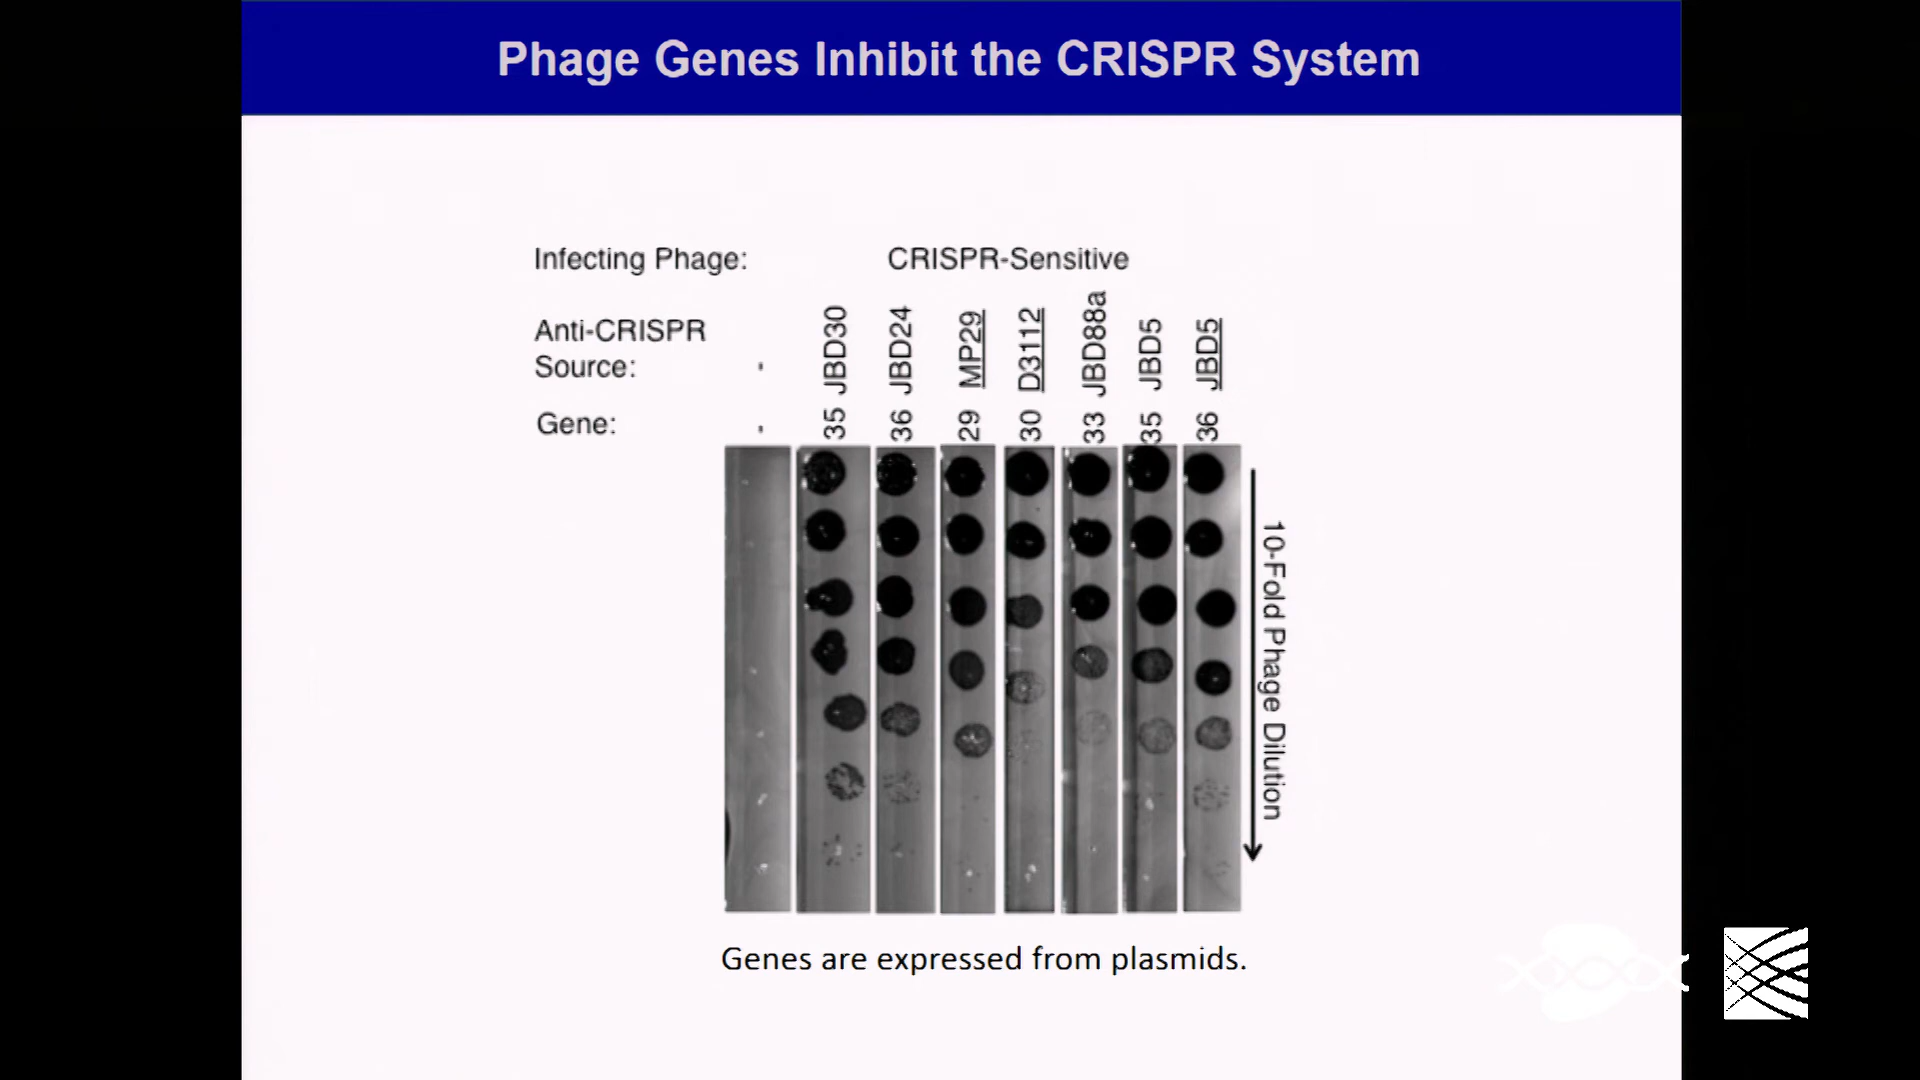 Phage Genes Inhibit the CRISPR System
Infecting Phage: CRISPR-Sensitive
Anti-CRISPR
Source: - JBD30 JBD24 MP29 D3112 JBD88a JBD5 JBD5
Gene: - 35 36 29 30 33 35 36
10-Fold Phage Dilution
Genes are expressed from plasmids.